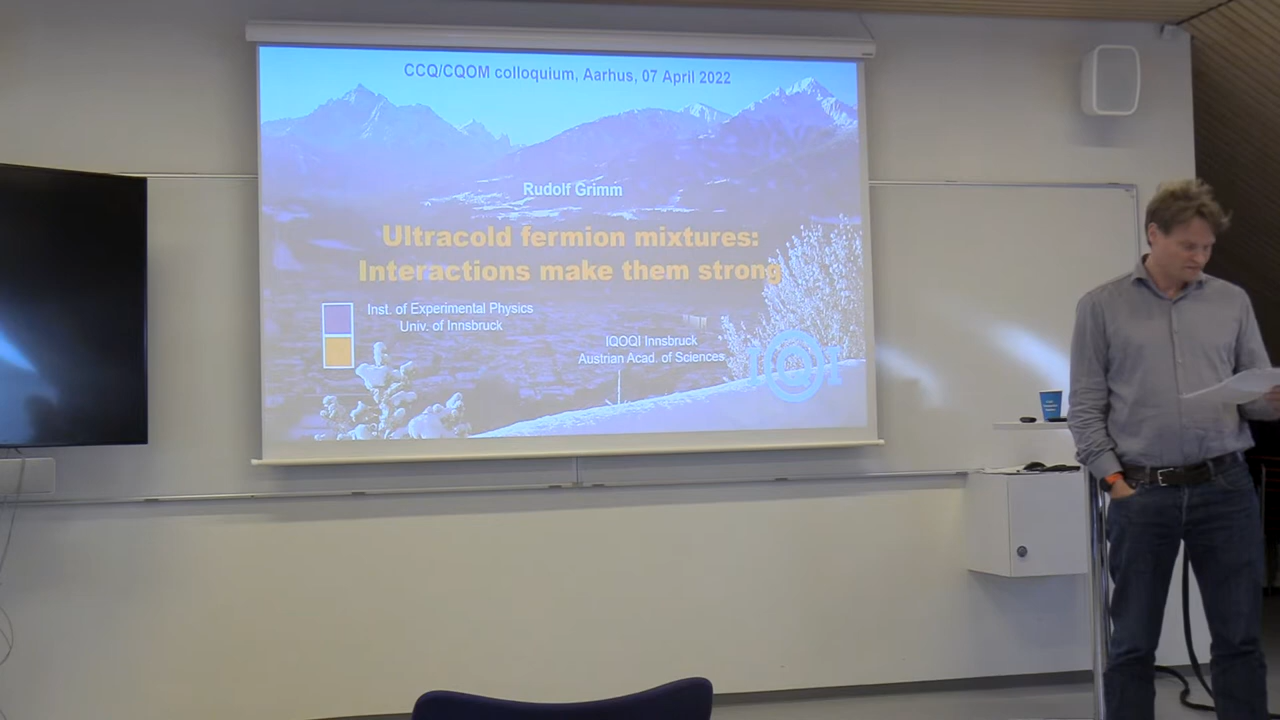 CCQ/CQOM colloquium, Aarhus, 07 April 2022
Rudolf Grimm
Ultracold fermion mixtures:
Interactions make them strong
Inst. of Experimental Physics
Univ. of Innsbruck
IQOQI Innsbruck
Austrian Acad. of Sciences
IQOQI